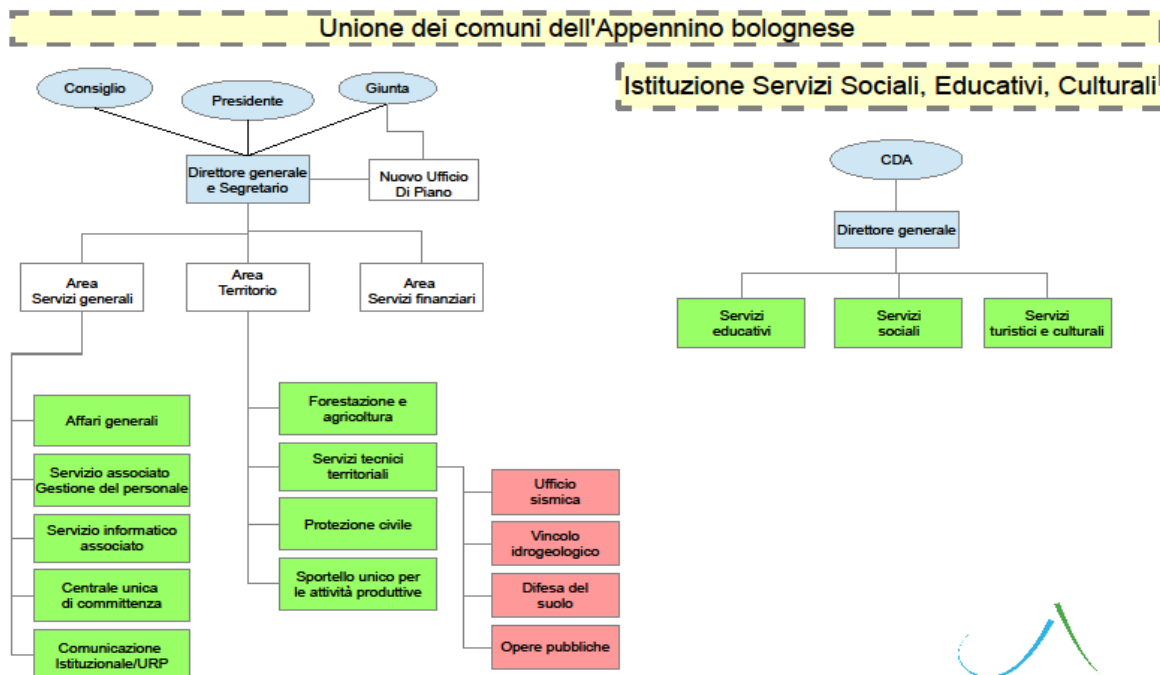 Unione dei comuni dell'Appennino bolognese
Istituzione Servizi Sociali, Educativi, Culturali
Consiglio
Presidente
Giunta
Direttore generale
e Segretario
Nuovo Ufficio
Di Piano
Area
Servizi generali
Area
Territorio
Area
Servizi finanziari
Affari generali
Servizio associato
Gestione del personale
Servizio informatico
associato
Centrale unica
di committenza
Comunicazione
Istituzionale/URP
Forestazione e
agricoltura
Servizi tecnici
territoriali
Protezione civile
Sportello unico per
le attività produttive
Ufficio
sismica
Vincolo
idrogeologico
Difesa del
suolo
Opere pubbliche
CDA
Direttore generale
Servizi
educativi
Servizi
sociali
Servizi
turistici e culturali